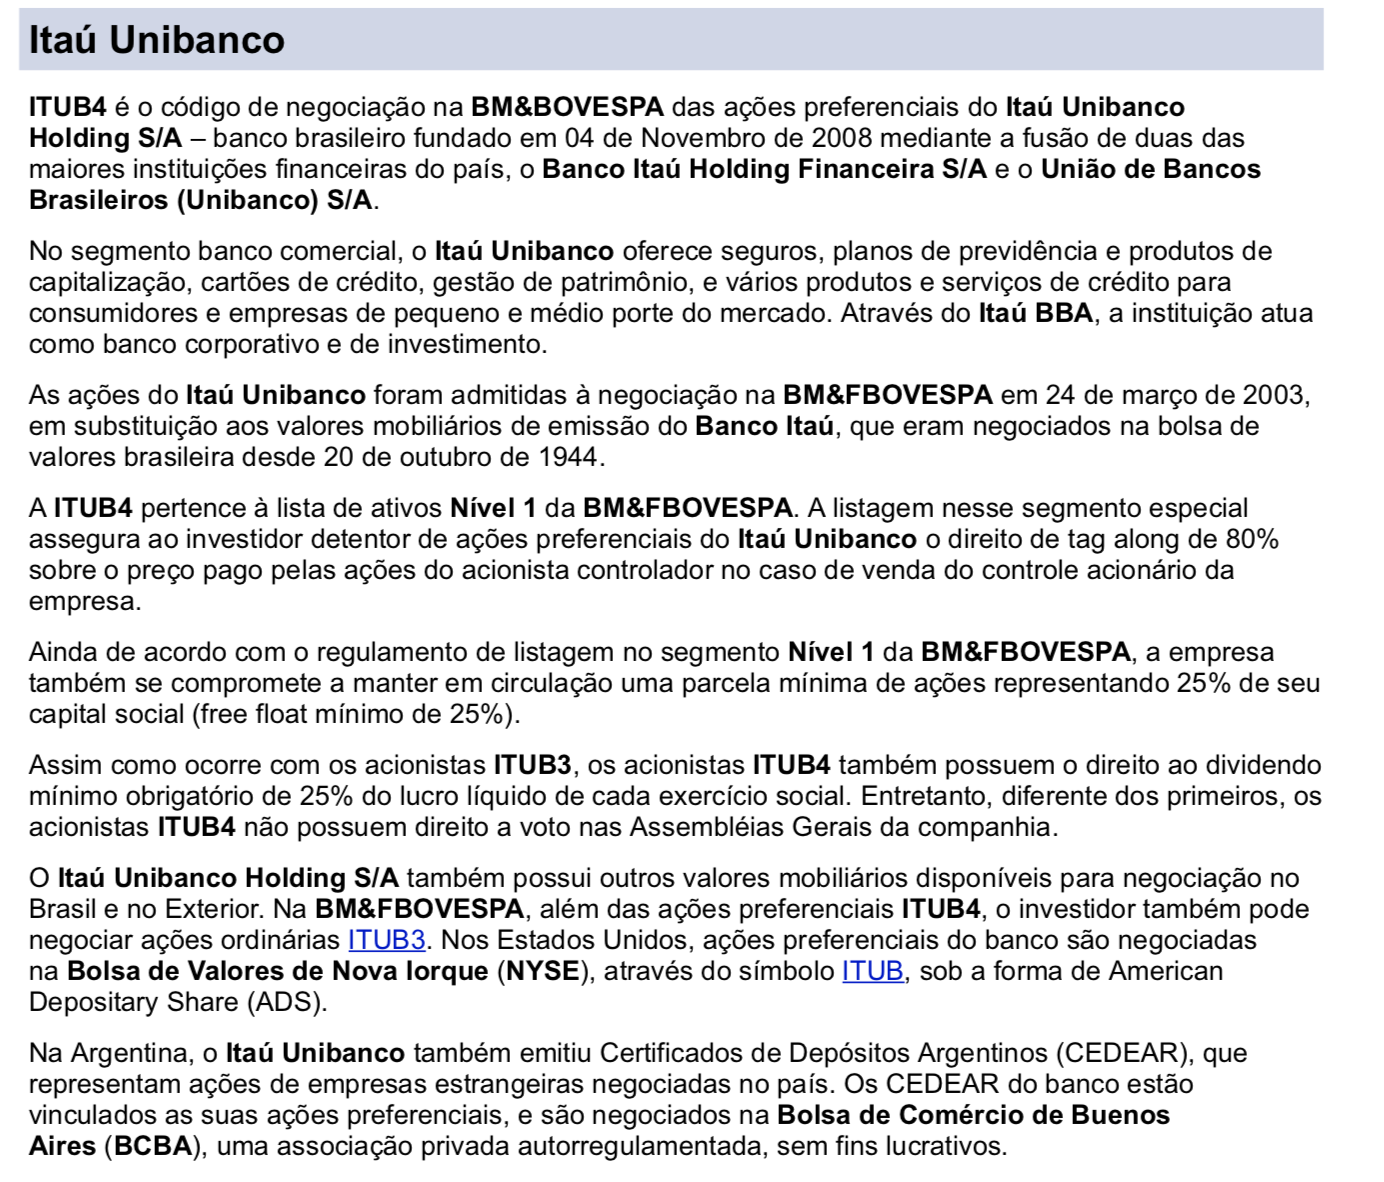 Itaú Unibanco
ITUB4 é o código de negociação na BM&BOVESPA das ações preferenciais do Itaú Unibanco
Holding S/A – banco brasileiro fundado em 04 de Novembro de 2008 mediante a fusão de duas das
maiores instituições financeiras do país, o Banco Itaú Holding Financeira S/A e o União de Bancos
Brasileiros (Unibanco) S/A.
No segmento banco comercial, o Itaú Unibanco oferece seguros, planos de previdência e produtos de
capitalização, cartões de crédito, gestão de patrimônio, e vários produtos e serviços de crédito para
consumidores e empresas de pequeno e médio porte do mercado. Através do Itaú BBA, a instituição atua
como banco corporativo e de investimento.
As ações do Itaú Unibanco foram admitidas à negociação na BM&FBOVESPA em 24 de março de 2003,
em substituição aos valores mobiliários de emissão do Banco Itaú, que eram negociados na bolsa de
valores brasileira desde 20 de outubro de 1944.
A ITUB4 pertence à lista de ativos Nível 1 da BM&FBOVESPA. A listagem nesse segmento especial
assegura ao investidor detentor de ações preferenciais do Itaú Unibanco o direito de tag along de 80%
sobre o preço pago pelas ações do acionista controlador no caso de venda do controle acionário da
empresa.
Ainda de acordo com o regulamento de listagem no segmento Nível 1 da BM&FBOVESPA, a empresa
também se compromete a manter em circulação uma parcela mínima de ações representando 25% de seu
capital social (free float mínimo de 25%).
Assim como ocorre com os acionistas ITUB3, os acionistas ITUB4 também possuem o direito ao dividendo
mínimo obrigatório de 25% do lucro líquido de cada exercício social. Entretanto, diferente dos primeiros, os
acionistas ITUB4 não possuem direito a voto nas Assembléias Gerais da companhia.
O Itaú Unibanco Holding S/A também possui outros valores mobiliários disponíveis para negociação no
Brasil e no Exterior. Na BM&FBOVESPA, além das ações preferenciais ITUB4, o investidor também pode
negociar ações ordinárias ITUB3. Nos Estados Unidos, ações preferenciais do banco são negociadas
na Bolsa de Valores de Nova Iorque (NYSE), através do símbolo ITUB, sob a forma de American
Depositary Share (ADS).
Na Argentina, o Itaú Unibanco também emitiu Certificados de Depósitos Argentinos (CEDEAR), que
representam ações de empresas estrangeiras negociadas no país. Os CEDEAR do banco estão
vinculados as suas ações preferenciais, e são negociados na Bolsa de Comércio de Buenos
Aires (BCBA), uma associação privada autorregulamentada, sem fins lucrativos.